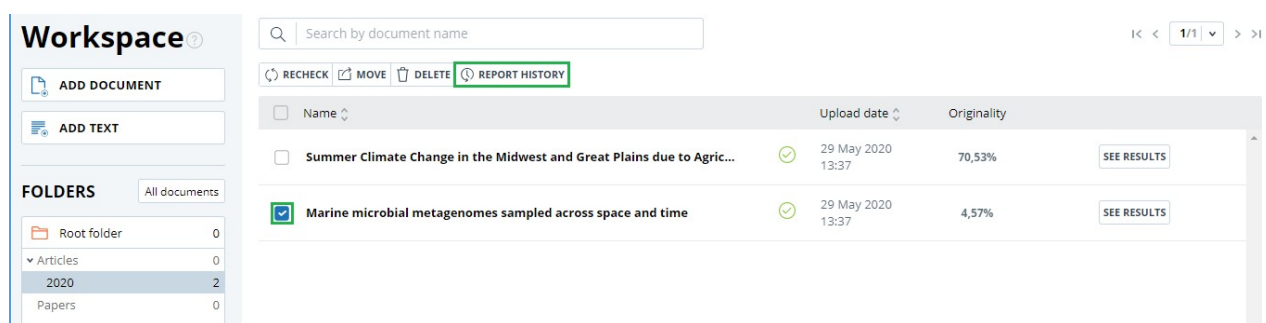 Workspace
ADD DOCUMENT
ADD TEXT
FOLDERS All documents
Root folder 0
Articles 0
2020 2
Papers 0
Search by document name
1/1
RECHECK MOVE DELETE REPORT HISTORY
Name Upload date Originality
Summer Climate Change in the Midwest and Great Plains due to Agric... 29 May 2020 13:37 70,53% SEE RESULTS
Marine microbial metagenomes sampled across space and time 29 May 2020 13:37 4,57% SEE RESULTS